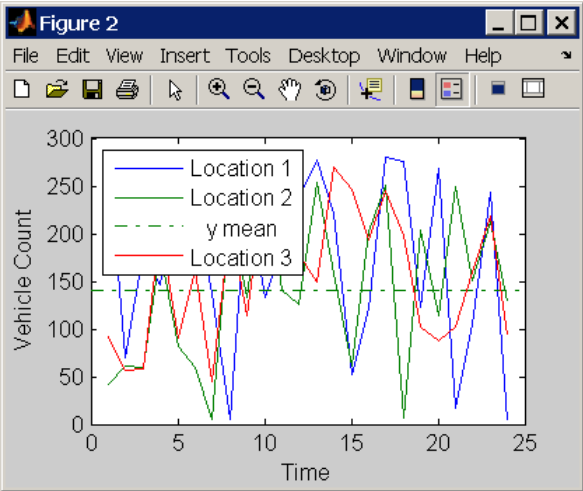 Figure 2
File Edit View Insert Tools Desktop Window Help
300
250
200
150
100
50
0
Vehicle Count
Location 1
Location 2
y mean
Location 3
0 5 10 15 20 25
Time